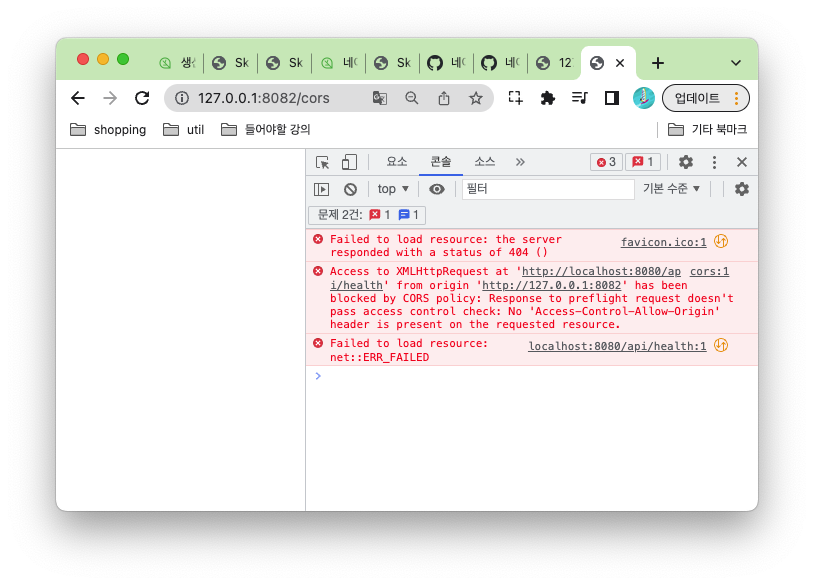 Sk
Sk
네
Sk
네
네
12
127.0.0.1:8082/cors
업데이트
shopping
util
들어야할 강의
기타 북마크
요소
콘솔
소스
3
1
top
필터
기본 수준
문제 2건:
1
1
Failed to load resource: the server
favicon.ico:1
responded with a status of 404 ()
Access to XMLHttpRequest at 'http://localhost:8080/ap
cors:1
i/health' from origin 'http://127.0.0.1:8082' has been
blocked by CORS policy: Response to preflight request doesn't
pass access control check: No 'Access-Control-Allow-Origin'
header is present on the requested resource.
Failed to load resource:
localhost:8080/api/health:1
net::ERR_FAILED